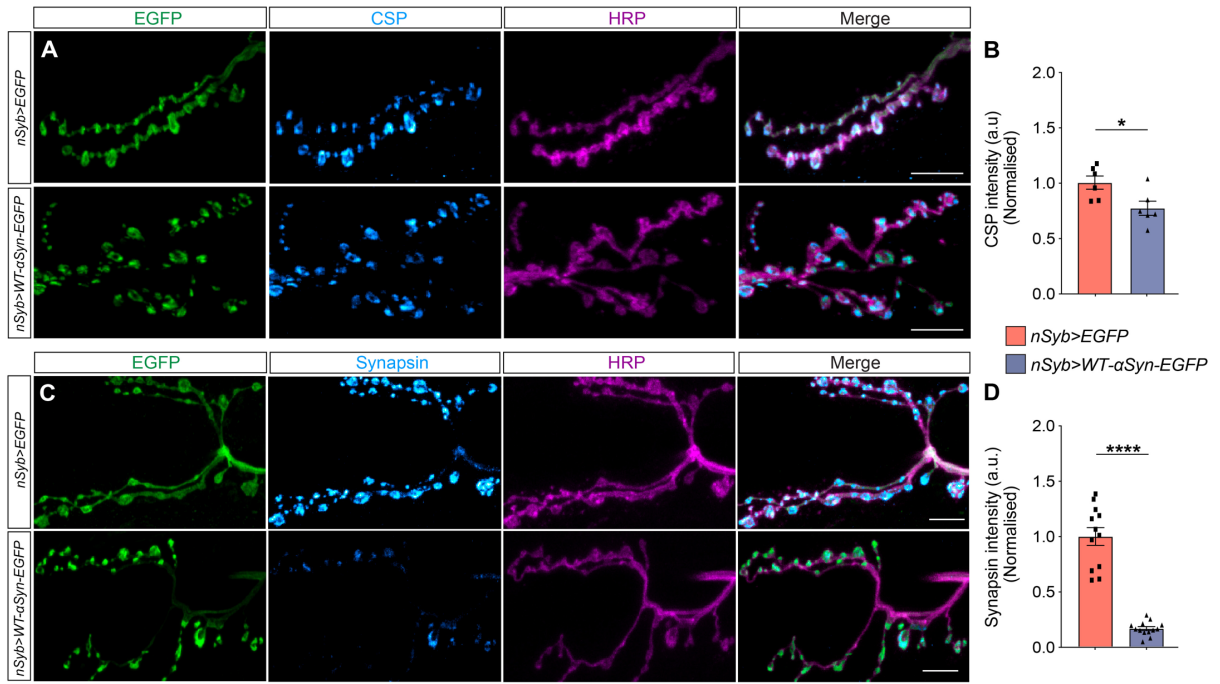 EGFP CSP HRP Merge
A
nSyb>EGFP
nSyb>WT-αSyn-EGFP
B
CSP intensity (a.u)
(Normalised)
2.0
1.5
1.0
0.5
0.0
*
nSyb>EGFP
nSyb>WT-αSyn-EGFP
EGFP Synapsin HRP Merge
C
nSyb>EGFP
nSyb>WT-αSyn-EGFP
D
Synapsin intensity (a.u.)
(Normalised)
2.0
1.5
1.0
0.5
0.0
****